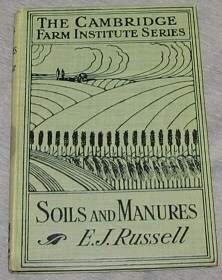 THE CAMBRIDGE
FARM INSTITUTE SERIES
SOILS AND MANURES
E.J. Russell